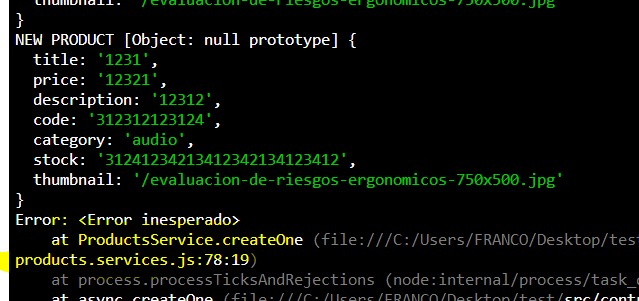 thumbnail: '/evaluacion-de-riesgos-ergonomicos-750x500.jpg'
}
NEW PRODUCT [Object: null prototype] {
title: '1231',
price: '12321',
description: '12312',
code: '312312123124',
category: 'audio',
stock: '31241234213412342134123412',
thumbnail: '/evaluacion-de-riesgos-ergonomicos-750x500.jpg'
}
Error: <Error inesperado>
at ProductsService.createOne (file:///C:/Users/FRANCO/Desktop/test
products.services.js:78:19)
at process.processTicksAndRejections (node:internal/process/task_
at async createOne (file:///C:/Users/FRANCO/Desktop/test/src/cont